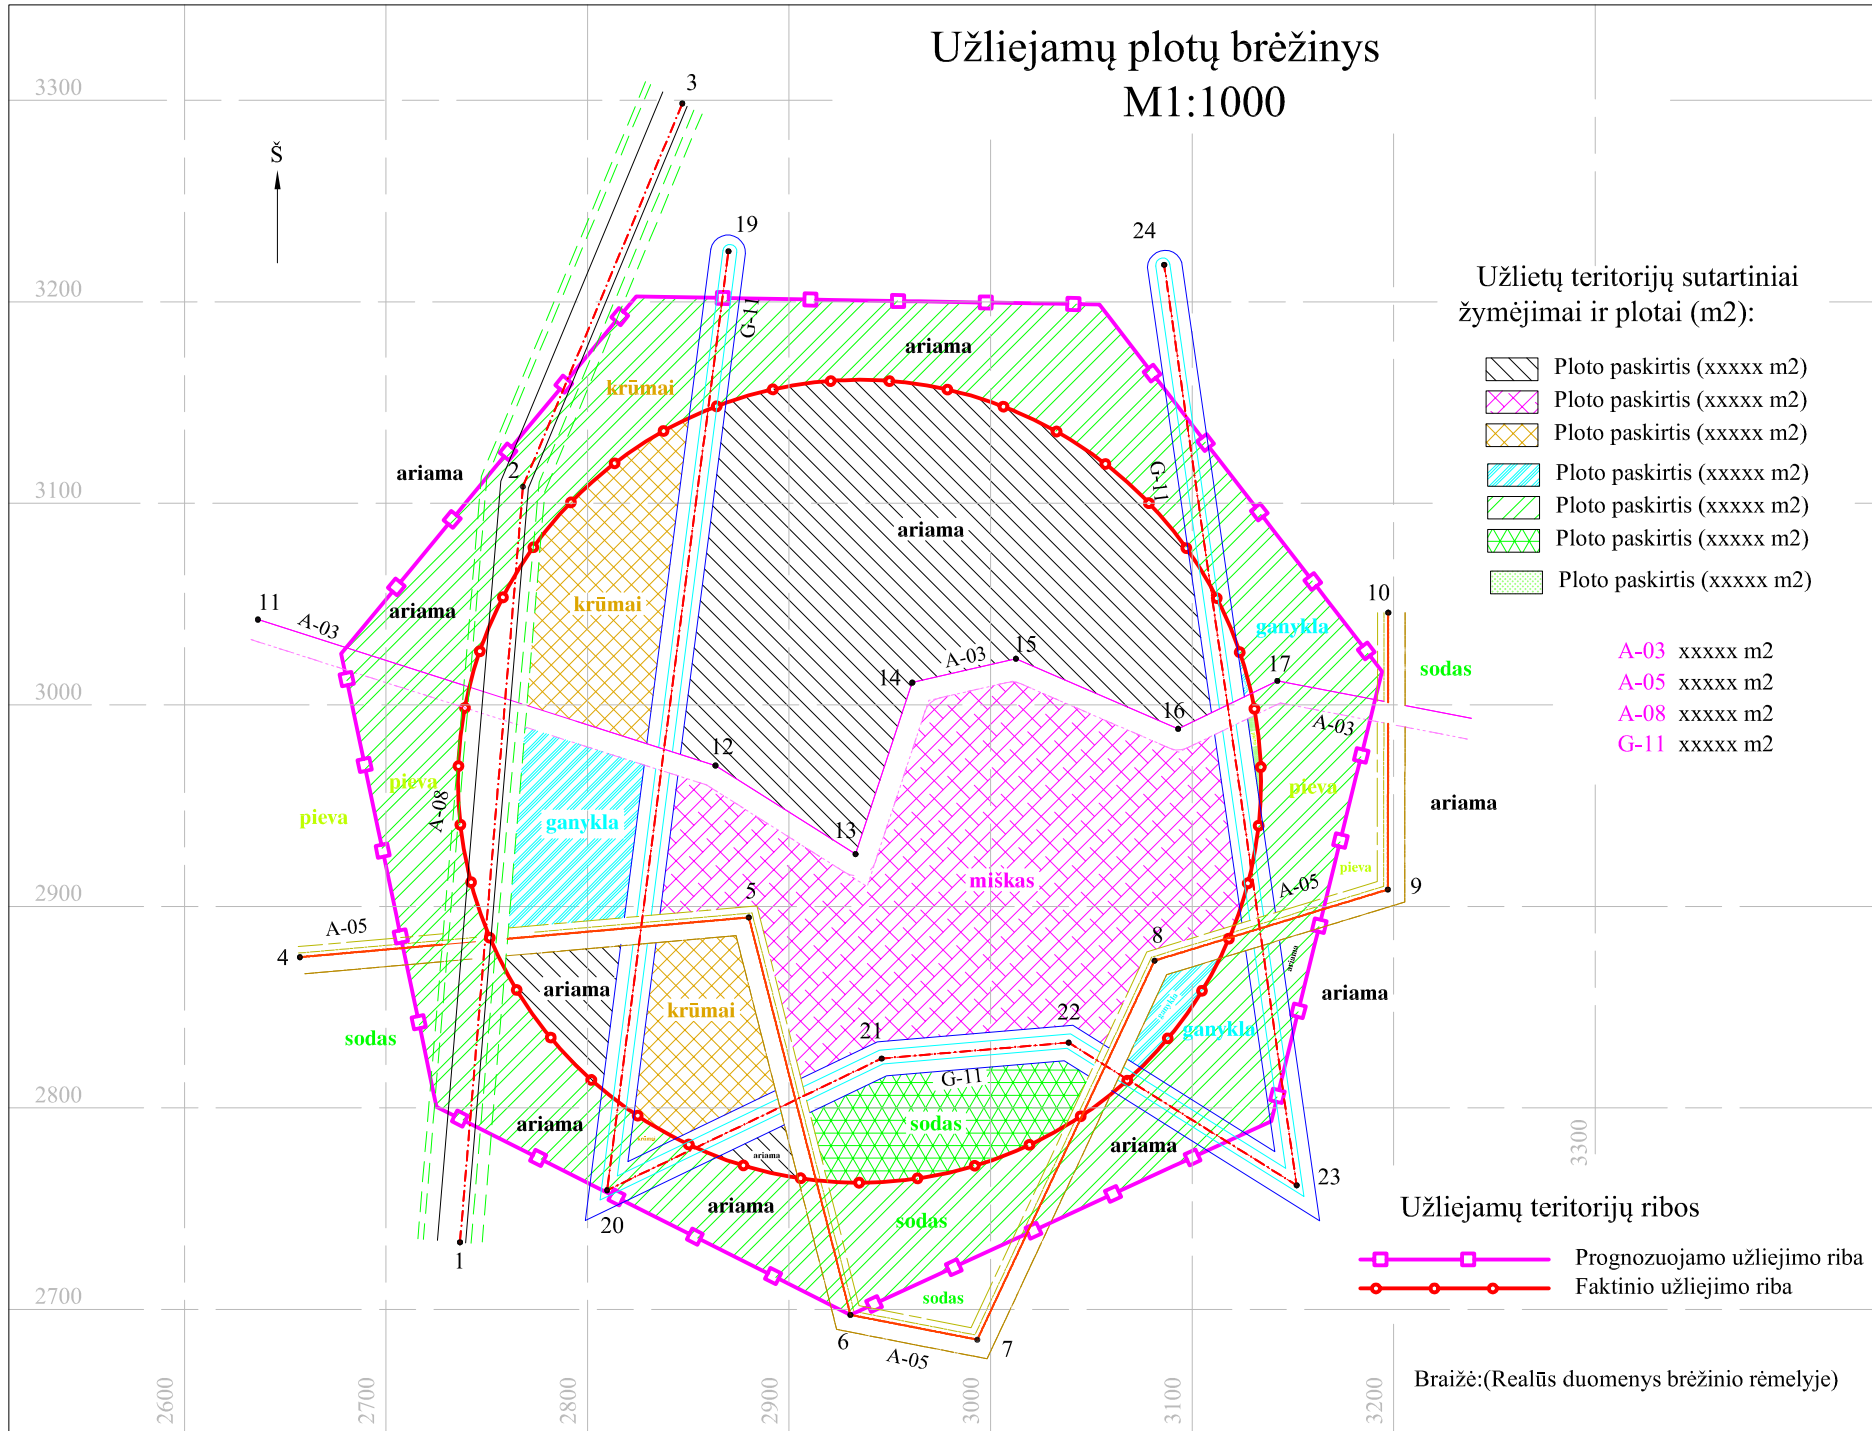 Užliejamų plotų brėžinys
M1:1000
3300
3
Š
19
24
3200
G-11
ariama
krūmai
Užlietų teritorijų sutartiniai
žymėjimai ir plotai (m2):
Ploto paskirtis (xxxxx m2)
Ploto paskirtis (xxxxx m2)
Ploto paskirtis (xxxxx m2)
Ploto paskirtis (xxxxx m2)
Ploto paskirtis (xxxxx m2)
Ploto paskirtis (xxxxx m2)
Ploto paskirtis (xxxxx m2)
ariama
2
G-11
3100
ariama
11
A-03
ariama
krūmai
ganykla
10
15
A-03
14
17
sodas
A-03 xxxxx m2
A-05 xxxxx m2
A-08 xxxxx m2
G-11 xxxxx m2
3000
16
A-03
12
pieva
pieva
A-08
ganykla
13
pieva
ariama
pieva
miškas
5
A-05
9
2900
A-05
4
8
ariama
ariama
ariama
krūmai
ganykla
ganykla
sodas
21
22
G-11
2800
ariama
sodas
ariama
ariama
krūmai
23
20
ariama
sodas
1
sodas
6
7
A-05
2700
3300
Užliejamų teritorijų ribos
Prognozuojamo užliejimo riba
Faktinio užliejimo riba
Braižė:(Realūs duomenys brėžinio rėmelyje)
2600
2700
2800
2900
3000
3100
3200